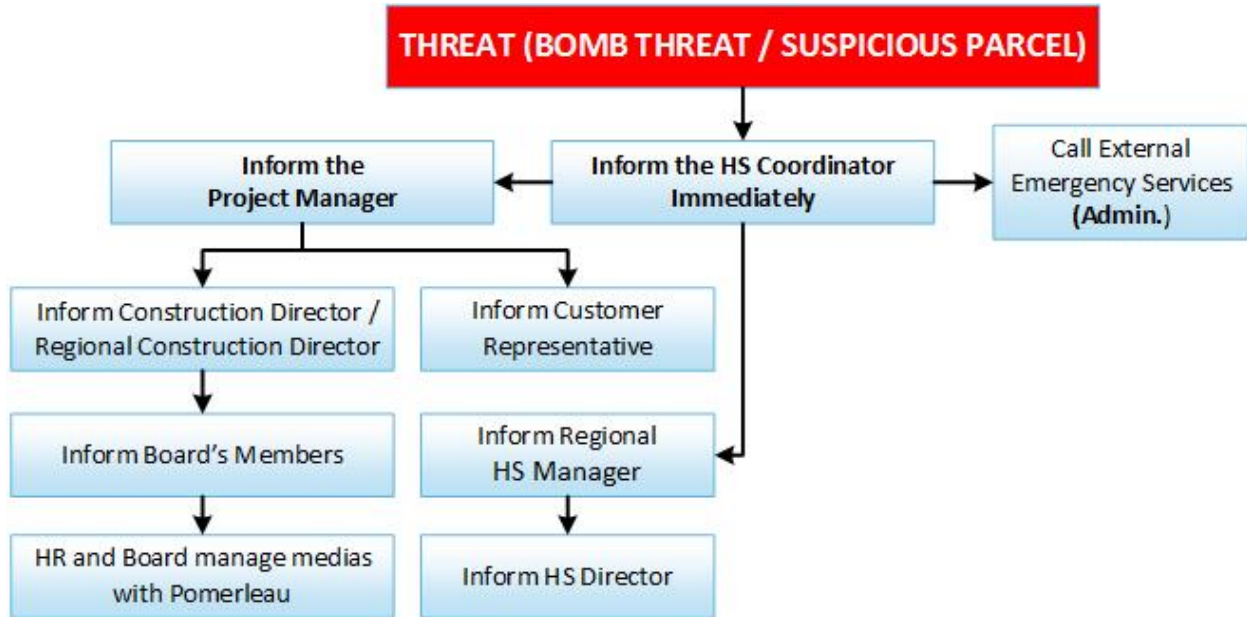 THREAT (BOMB THREAT / SUSPICIOUS PARCEL)
Inform the
Project Manager
Inform the HS Coordinator
Immediately
Call External
Emergency Services
(Admin.)
Inform Construction Director /
Regional Construction Director
Inform Customer
Representative
Inform Board's Members
Inform Regional
HS Manager
HR and Board manage medias
with Pomerleau
Inform HS Director